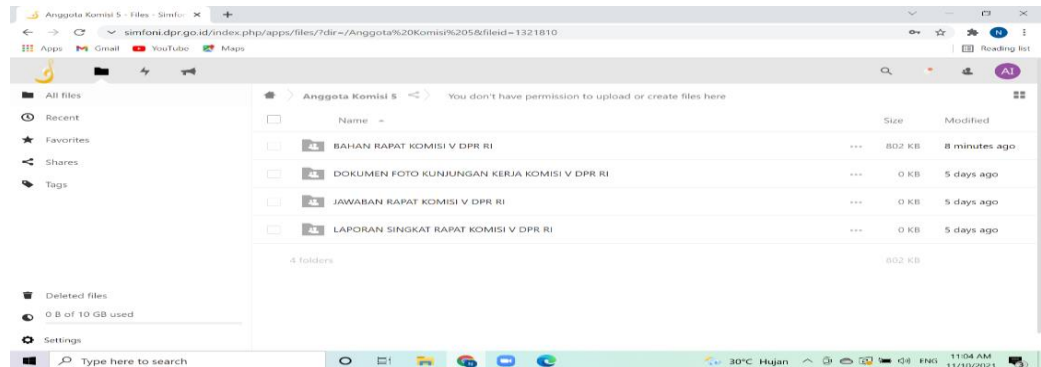 Anggota Komisi 5 - Files - Simfo
simfoni.dpr.go.id/index.php/apps/files/?dir=/Anggota%20Komisi%205&fileid=1321810
N
Apps Gmail YouTube Maps Reading list
AI
All files
Anggota Komisi 5 You don't have permission to upload or create files here
Recent
Name Size Modified
Favorites
BAHAN RAPAT KOMISI V DPR RI ... 802 KB 8 minutes ago
Shares
DOKUMEN FOTO KUNJUNGAN KERJA KOMISI V DPR RI ... 0 KB 5 days ago
Tags
JAWABAN RAPAT KOMISI V DPR RI ... 0 KB 5 days ago
LAPORAN SINGKAT RAPAT KOMISI V DPR RI ... 0 KB 5 days ago
4 folders 802 KB
Deleted files
0 B of 10 GB used
Settings
Type here to search
30°C Hujan ENG 11:04 AM
11/10/2021